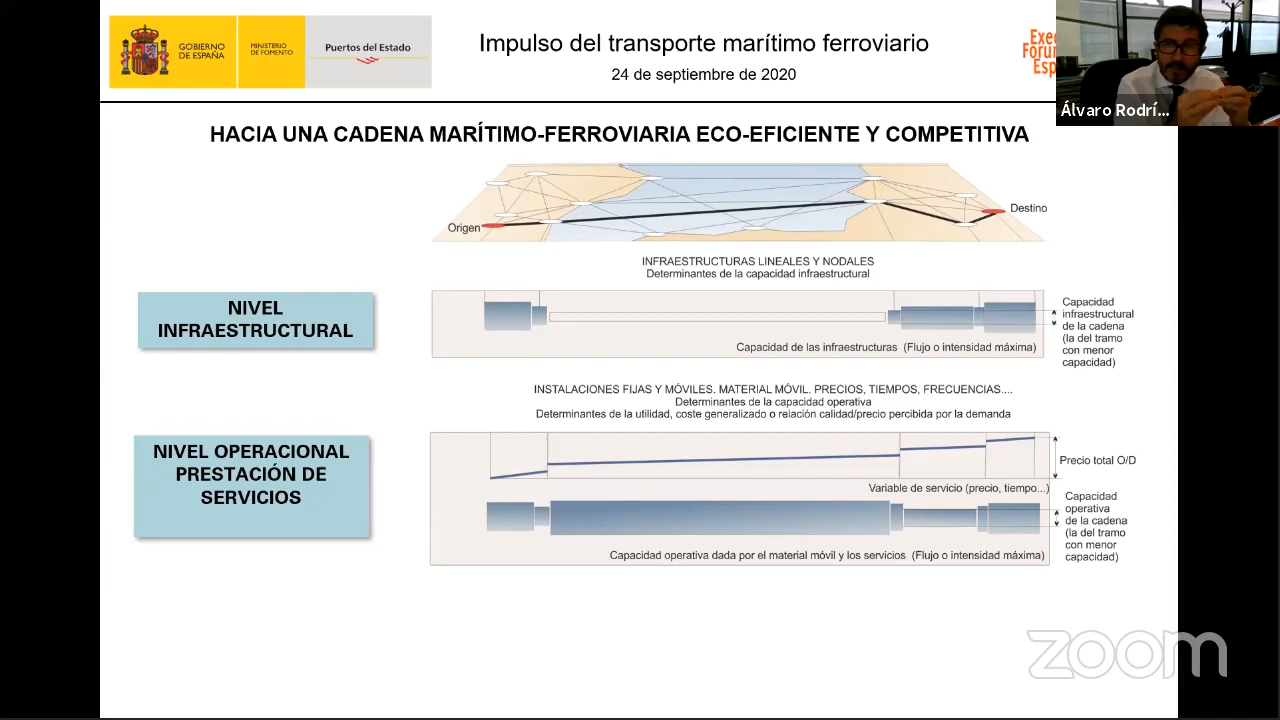 GOBIERNO
DE ESPAÑA
MINISTERIO
DE FOMENTO
Puertos del Estado
Impulso del transporte marítimo ferroviario
24 de septiembre de 2020
Álvaro Rodrí...
HACIA UNA CADENA MARÍTIMO-FERROVIARIA ECO-EFICIENTE Y COMPETITIVA
Origen
Destino
INFRAESTRUCTURAS LINEALES Y NODALES
Determinantes de la capacidad infraestructural
NIVEL
INFRAESTRUCTURAL
Capacidad
infraestructural
de la cadena
(la del tramo
con menor
capacidad)
Capacidad de las infraestructuras (Flujo o intensidad máxima)
INSTALACIONES FIJAS Y MÓVILES. MATERIAL MÓVIL. PRECIOS, TIEMPOS, FRECUENCIAS....
Determinantes de la capacidad operativa
Determinantes de la utilidad, coste generalizado o relación calidad/precio percibida por la demanda
NIVEL OPERACIONAL
PRESTACIÓN DE
SERVICIOS
Precio total O/D
Variable de servicio (precio, tiempo...)
Capacidad
operativa
de la cadena
(la del tramo
con menor
capacidad)
Capacidad operativa dada por el material móvil y los servicios (Flujo o intensidad máxima)
zoom